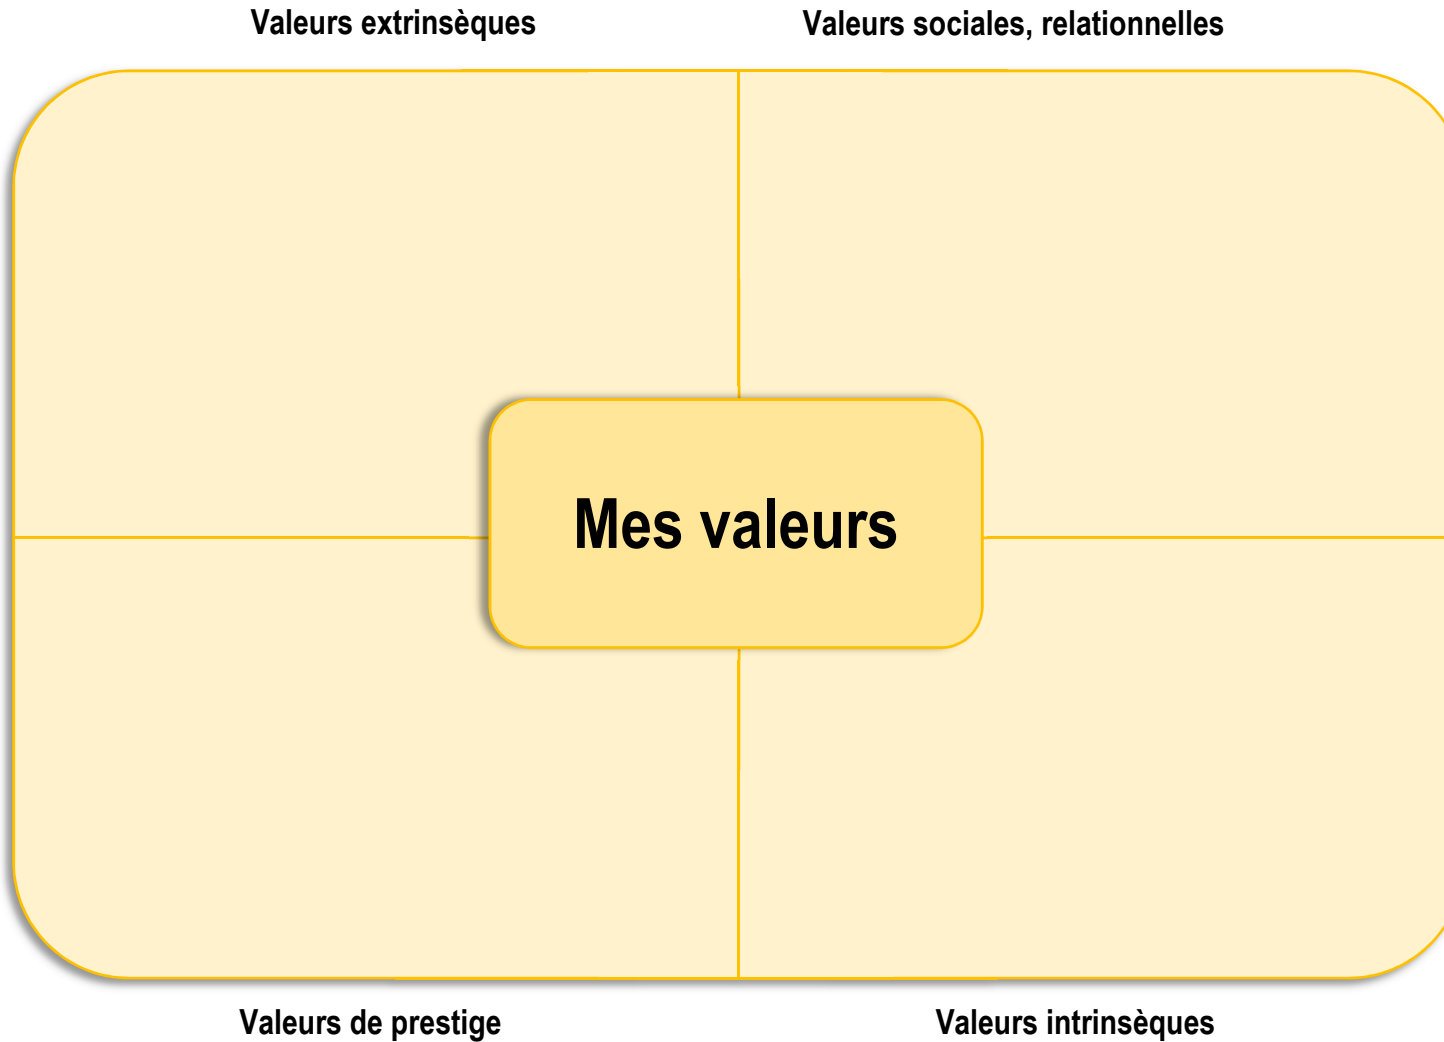 Valeurs extrinsèques
Valeurs sociales, relationnelles
Mes valeurs
Valeurs de prestige
Valeurs intrinsèques